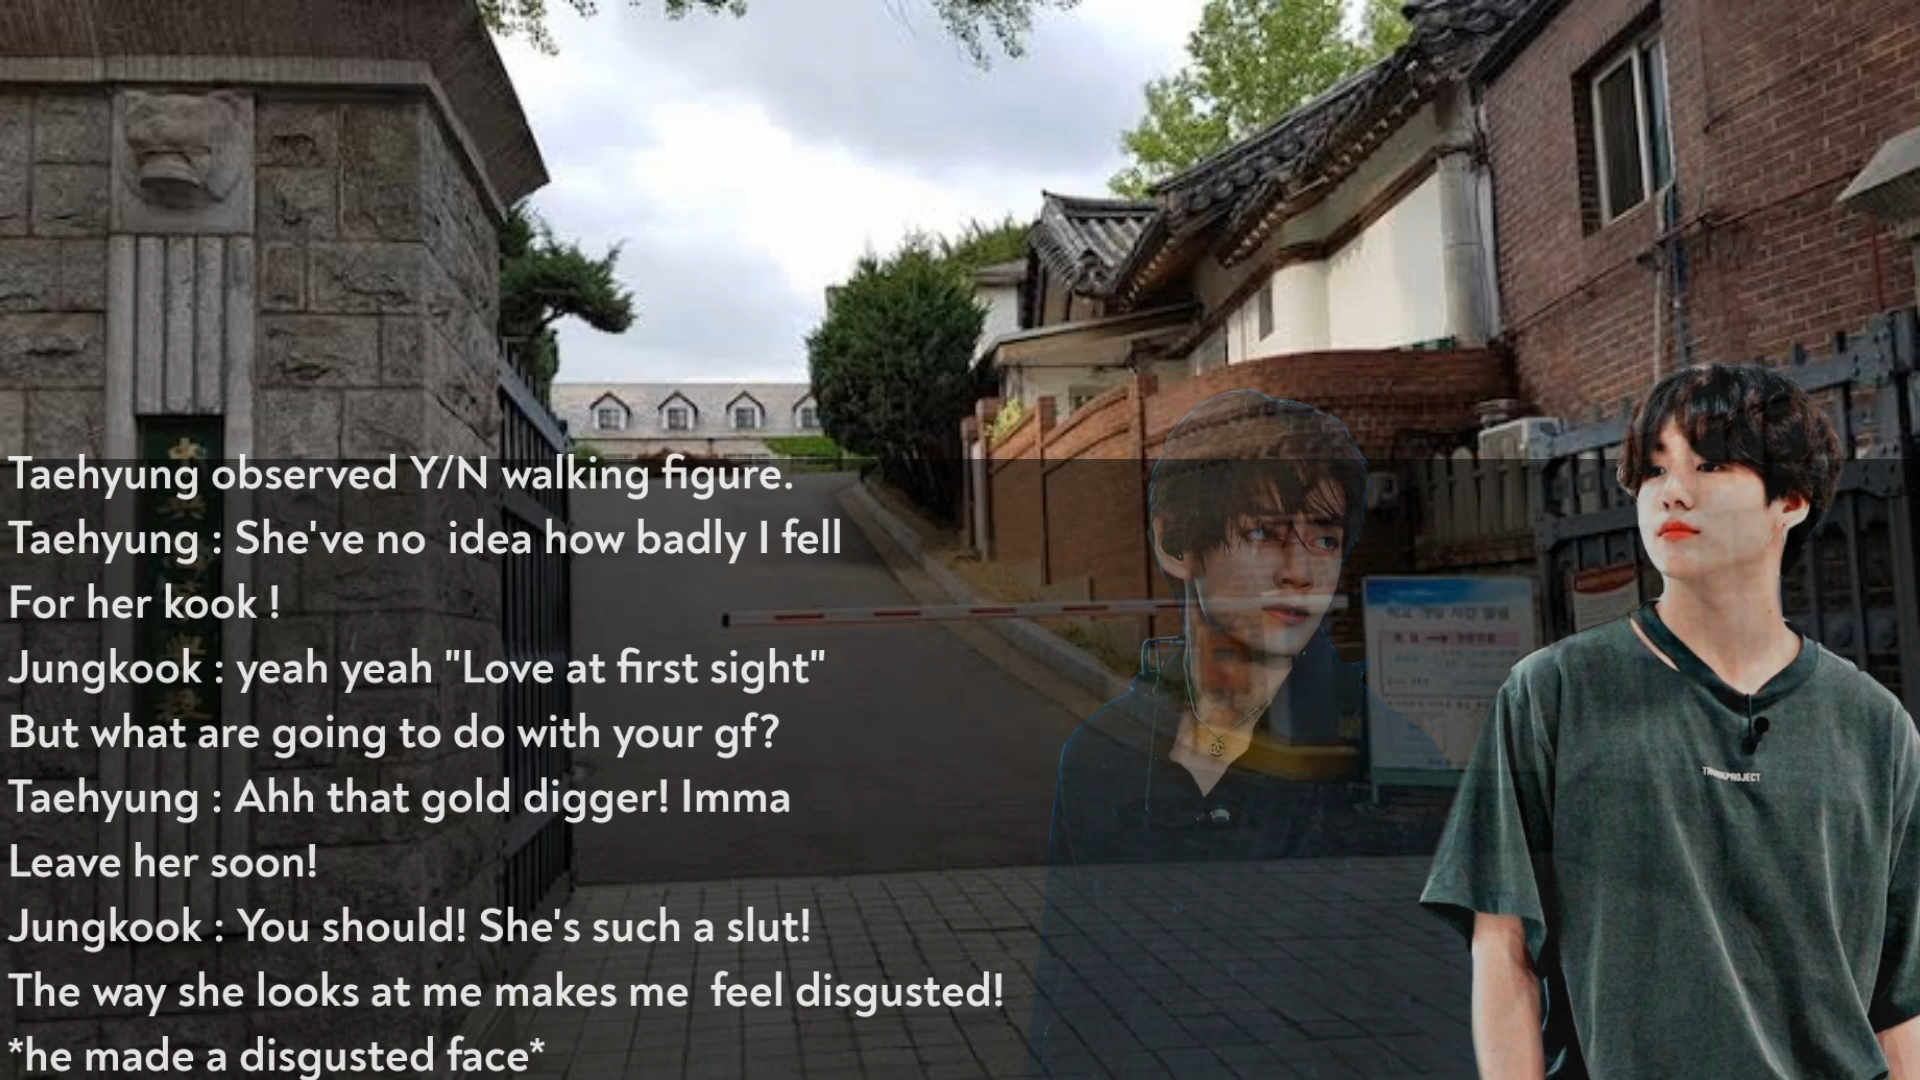 Taehyung observed Y/N walking figure.
Taehyung : She've no idea how badly I fell
For her kook !
Jungkook : yeah yeah "Love at first sight"
But what are going to do with your gf?
Taehyung : Ahh that gold digger! Imma
Leave her soon!
Jungkook : You should! She's such a slut!
The way she looks at me makes me feel disgusted!
*he made a disgusted face*